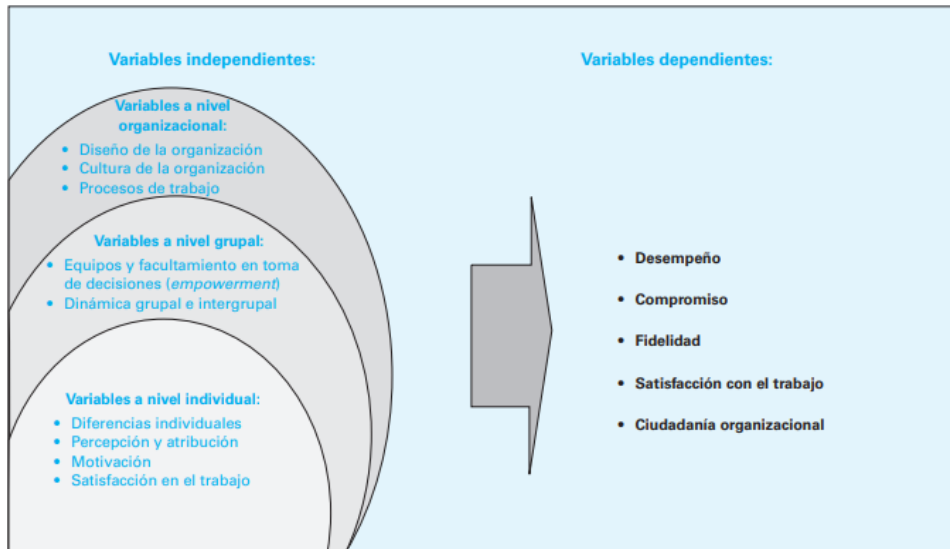 Variables independientes:
Variables a nivel
organizacional:
• Diseño de la organización
• Cultura de la organización
• Procesos de trabajo
Variables a nivel grupal:
• Equipos y facultamiento en toma
de decisiones (empowerment)
• Dinámica grupal e intergrupal
Variables a nivel individual:
• Diferencias individuales
• Percepción y atribución
• Motivación
• Satisfacción en el trabajo
Variables dependientes:
• Desempeño
• Compromiso
• Fidelidad
• Satisfacción con el trabajo
• Ciudadanía organizacional